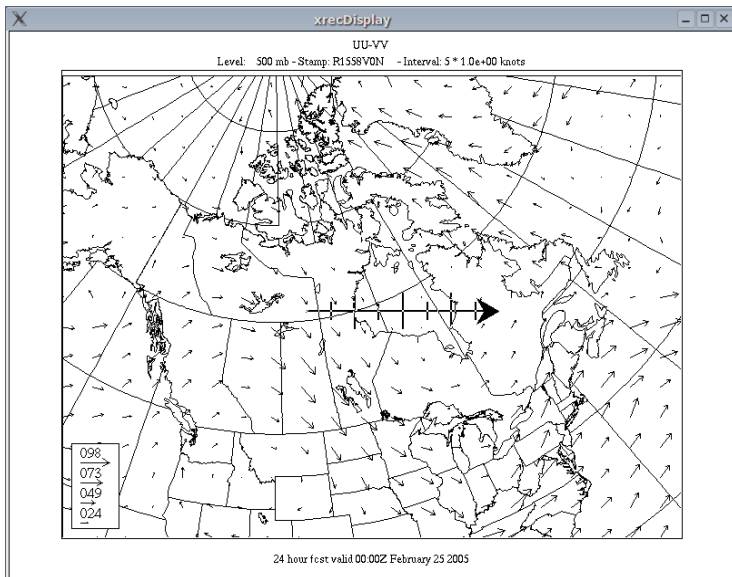 xrecDisplay
UU-VV
Level: 500 mb - Stamp: R1558V0N - Interval: 5 * 1.0e+00 knots
098
073
049
024
24 hour fcst valid 00:00Z February 25 2005